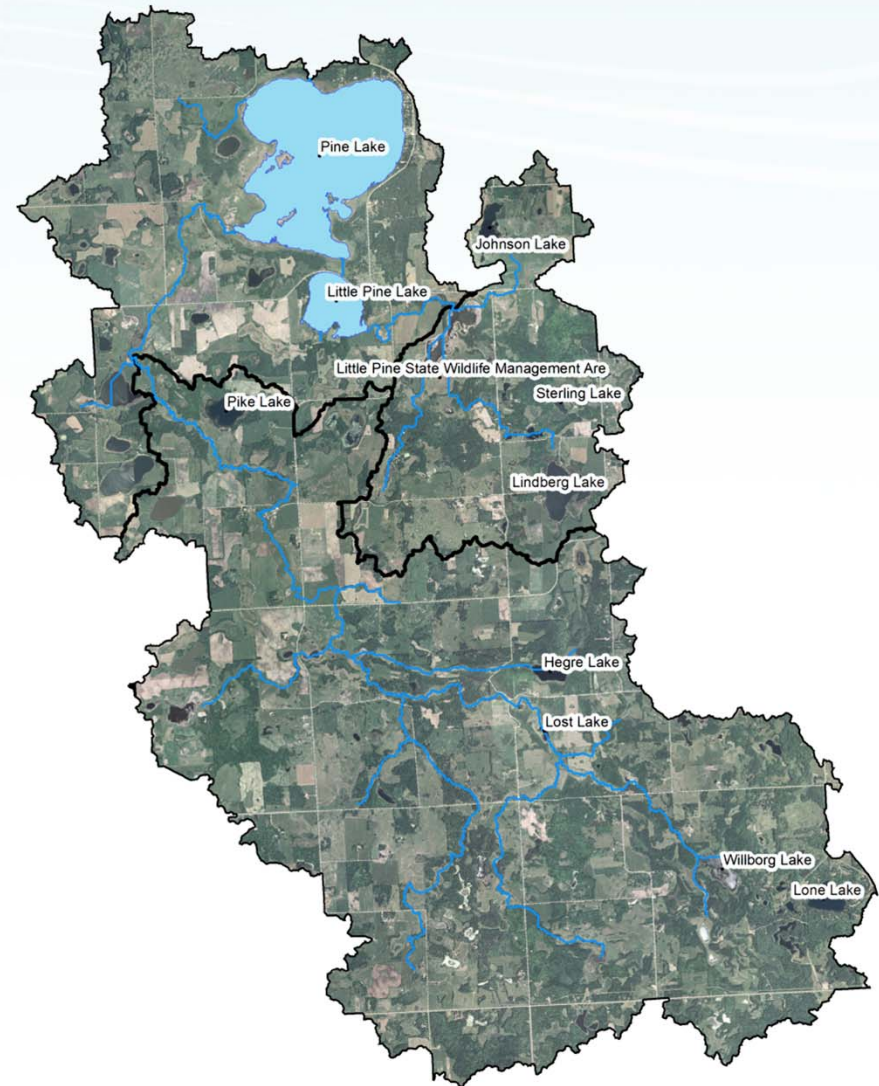 Pine Lake
Johnson Lake
Little Pine Lake
Little Pine State Wildlife Management Are
Sterling Lake
Pike Lake
Lindberg Lake
Hegre Lake
Lost Lake
Willborg Lake
Lone Lake